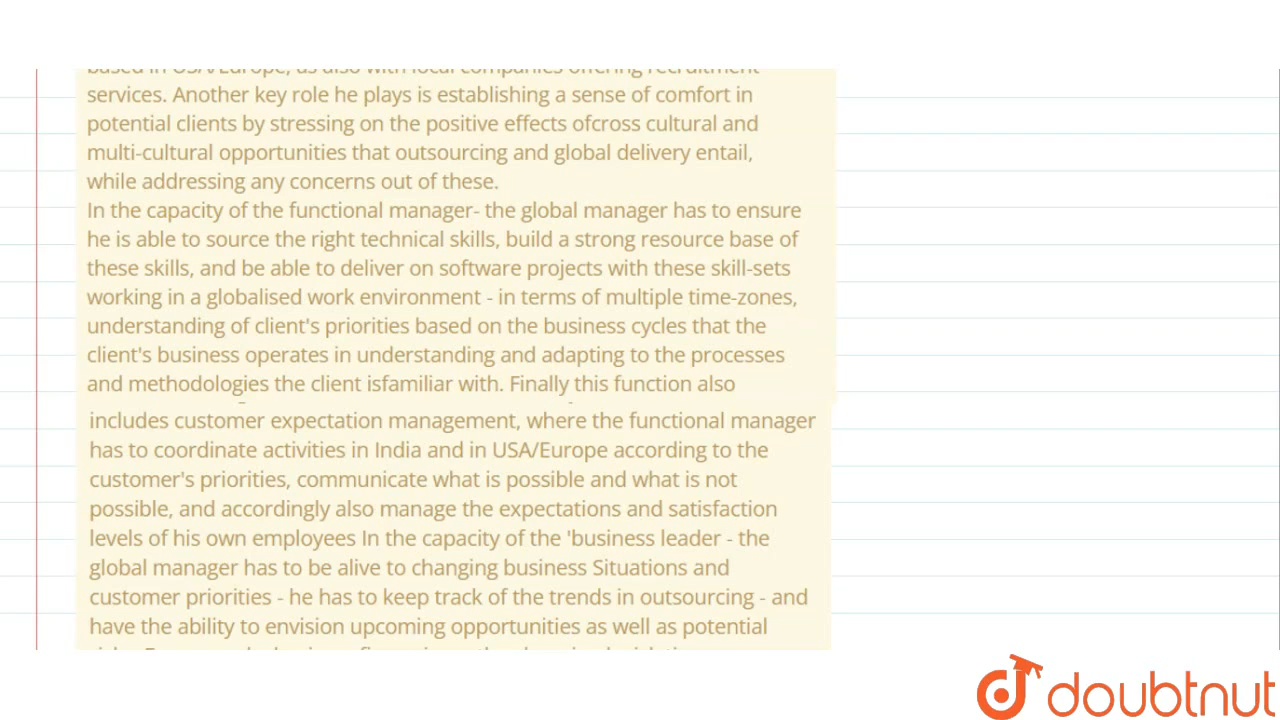 based in USA/Europe, as also with local companies offering recruitment
services. Another key role he plays is establishing a sense of comfort in
potential clients by stressing on the positive effects ofcross cultural and
multi-cultural opportunities that outsourcing and global delivery entail,
while addressing any concerns out of these.
In the capacity of the functional manager- the global manager has to ensure
he is able to source the right technical skills, build a strong resource base of
these skills, and be able to deliver on software projects with these skill-sets
working in a globalised work environment - in terms of multiple time-zones,
understanding of client's priorities based on the business cycles that the
client's business operates in understanding and adapting to the processes
and methodologies the client isfamiliar with. Finally this function also
includes customer expectation management, where the functional manager
has to coordinate activities in India and in USA/Europe according to the
customer's priorities, communicate what is possible and what is not
possible, and accordingly also manage the expectations and satisfaction
levels of his own employees In the capacity of the 'business leader - the
global manager has to be alive to changing business Situations and
customer priorities - he has to keep track of the trends in outsourcing - and
have the ability to envision upcoming opportunities as well as potential
doubtnut